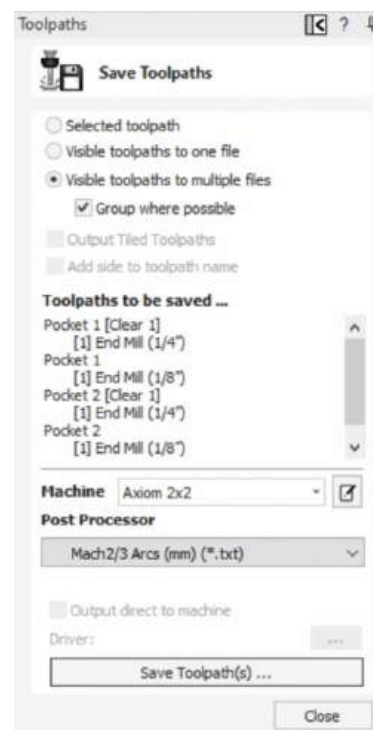 Toolpaths ?
Save Toolpaths
Selected toolpath
Visible toolpaths to one file
Visible toolpaths to multiple files
Group where possible
Output Tiled Toolpaths
Add side to toolpath name
Toolpaths to be saved ...
Pocket 1 [Clear 1]
[1] End Mill (1/4")
Pocket 1
[1] End Mill (1/8")
Pocket 2 [Clear 1]
[1] End Mill (1/4")
Pocket 2
[1] End Mill (1/8")
Machine Axiom 2x2
Post Processor
Mach2/3 Arcs (mm) (*.txt)
Output direct to machine
Driver: ...
Save Toolpath(s) ...
Close